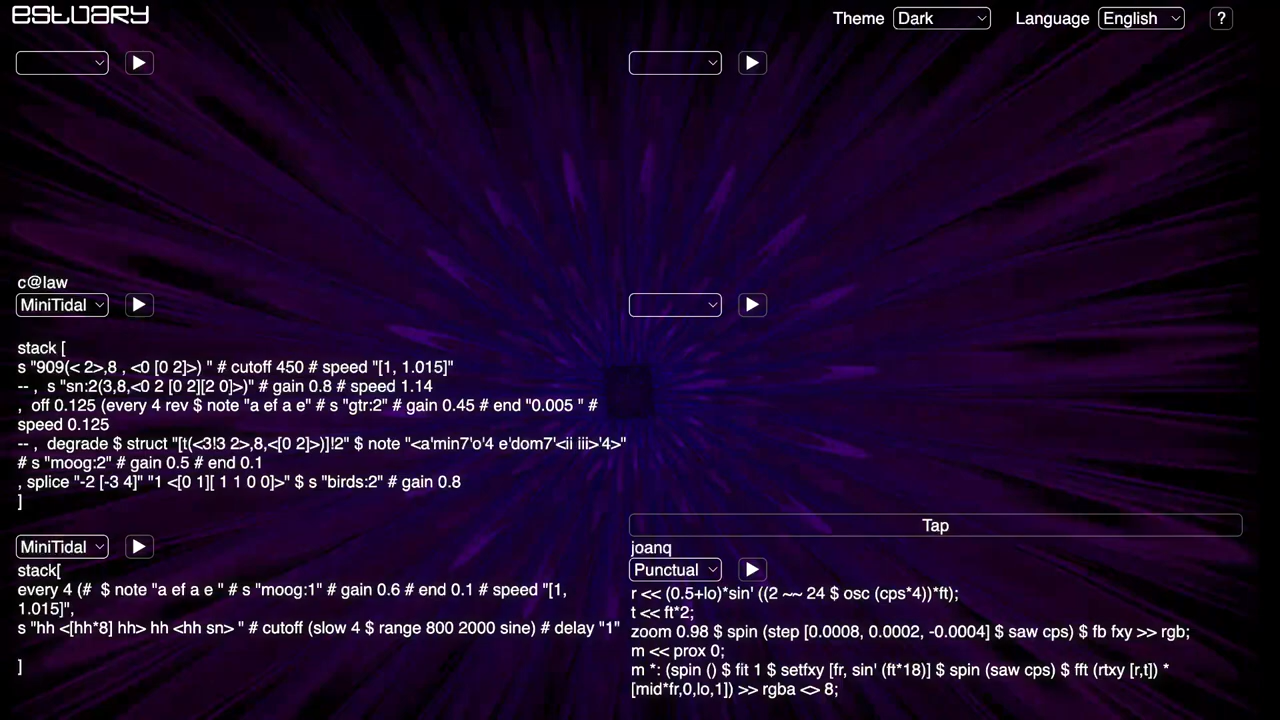 estuary
Theme Dark Language English ?
c@law
MiniTidal
stack [
s "909(< 2>,8 , <0 [0 2]>) " # cutoff 450 # speed "[1, 1.015]"
-- ,  s "sn:2(3,8,<0 2 [0 2][2 0]>)" # gain 0.8 # speed 1.14
,  off 0.125 (every 4 rev $ note "a ef a e" # s "gtr:2" # gain 0.45 # end "0.005 " #
speed 0.125
-- ,  degrade $ struct "[t(<3!3 2>,8,<[0 2]>)]!2" $ note "<a'min7'o'4 e'dom7'<ii iii>'4>"
# s "moog:2" # gain 0.5 # end 0.1
, splice "-2 [-3 4]" "1 <[0 1][ 1 1 0 0]>" $ s "birds:2" # gain 0.8
]
MiniTidal
stack[
every 4 (#  $ note "a ef a e " # s "moog:1" # gain 0.6 # end 0.1 # speed "[1,
1.015]",
s "hh <[hh*8] hh> hh <hh sn> " # cutoff (slow 4 $ range 800 2000 sine) # delay "1"
]
Tap
joanq
Punctual
r << (0.5+lo)*sin' ((2 ~~ 24 $ osc (cps*4))*ft);
t << ft*2;
zoom 0.98 $ spin (step [0.0008, 0.0002, -0.0004] $ saw cps) $ fb fxy >> rgb;
m << prox 0;
m *: (spin () $ fit 1 $ setfxy [fr, sin' (ft*18)] $ spin (saw cps) $ fft (rtxy [r,t]) *
[mid*fr,0,lo,1]) >> rgba <> 8;